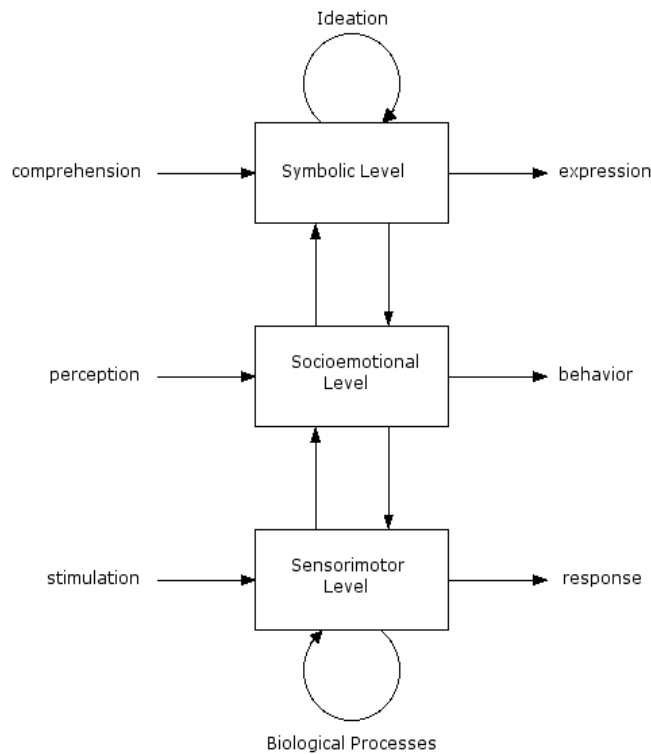 Ideation
comprehension
Symbolic Level
expression
perception
Socioemotional
Level
behavior
stimulation
Sensorimotor
Level
response
Biological Processes